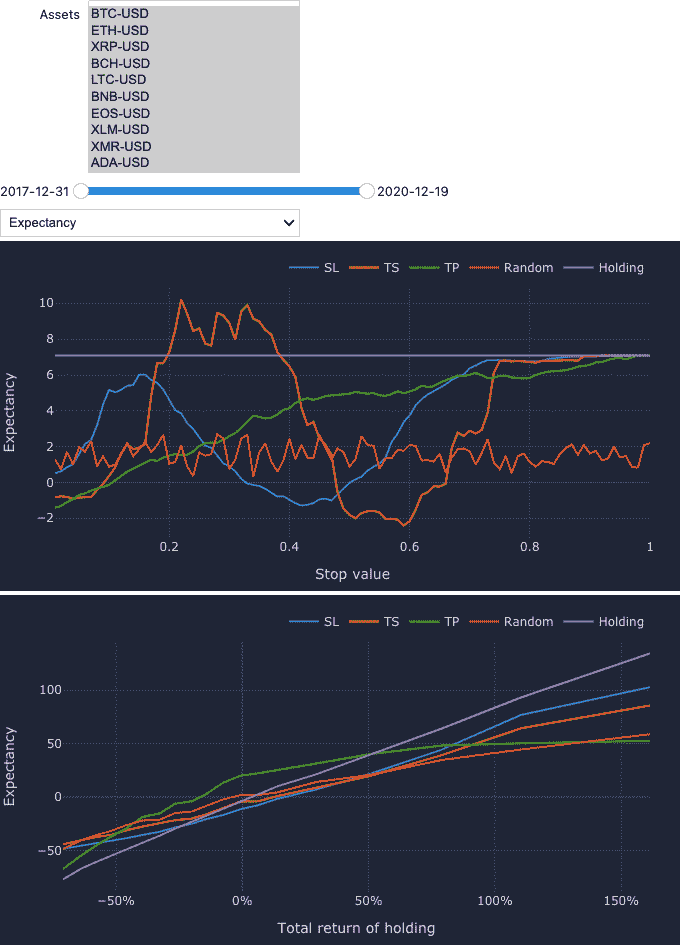 Assets
BTC-USD
ETH-USD
XRP-USD
BCH-USD
LTC-USD
BNB-USD
EOS-USD
XLM-USD
XMR-USD
ADA-USD
2017-12-31 2020-12-19
Expectancy
SL TS TP Random Holding
10
8
6
4
2
0
−2
Expectancy
0.2 0.4 0.6 0.8 1
Stop value
SL TS TP Random Holding
100
50
0
−50
Expectancy
−50% 0% 50% 100% 150%
Total return of holding